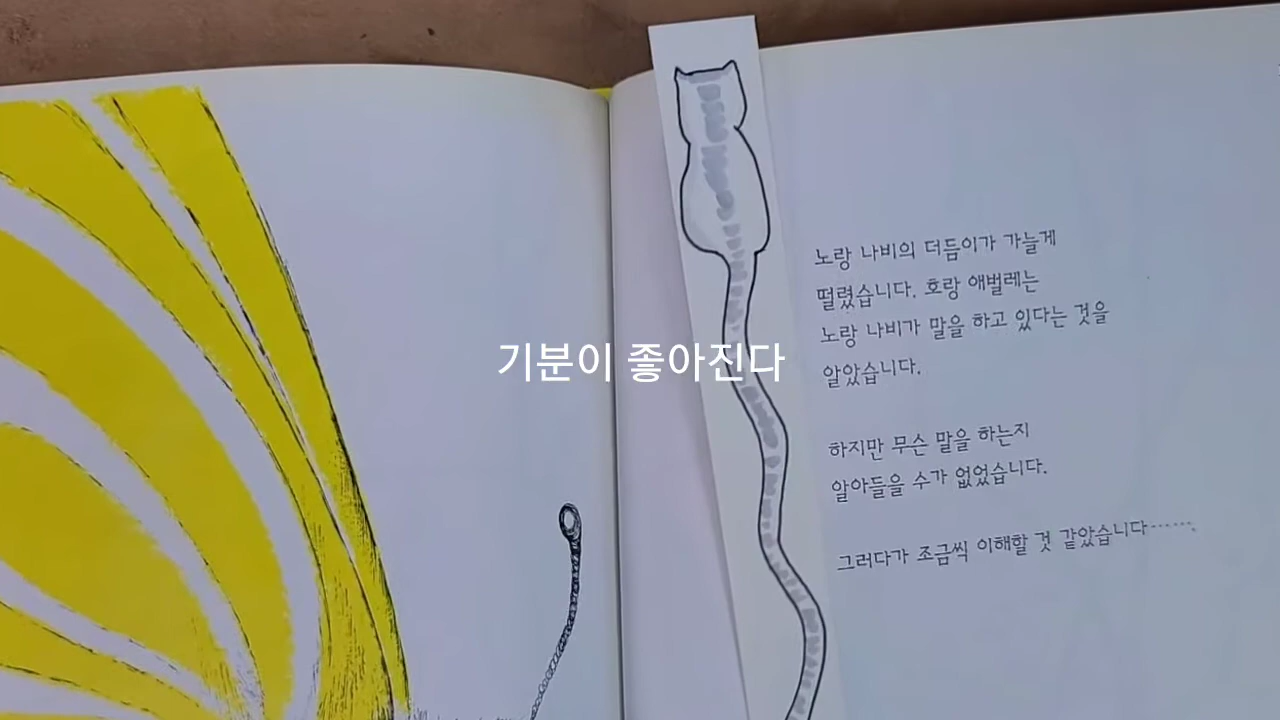 기분이 좋아진다
노랑 나비의 더듬이가 가늘게
떨렸습니다. 호랑 애벌레는
노랑 나비가 말을 하고 있다는 것을
알았습니다.
하지만 무슨 말을 하는지
알아들을 수가 없었습니다.
그러다가 조금씩 이해할 것 같았습니다…….